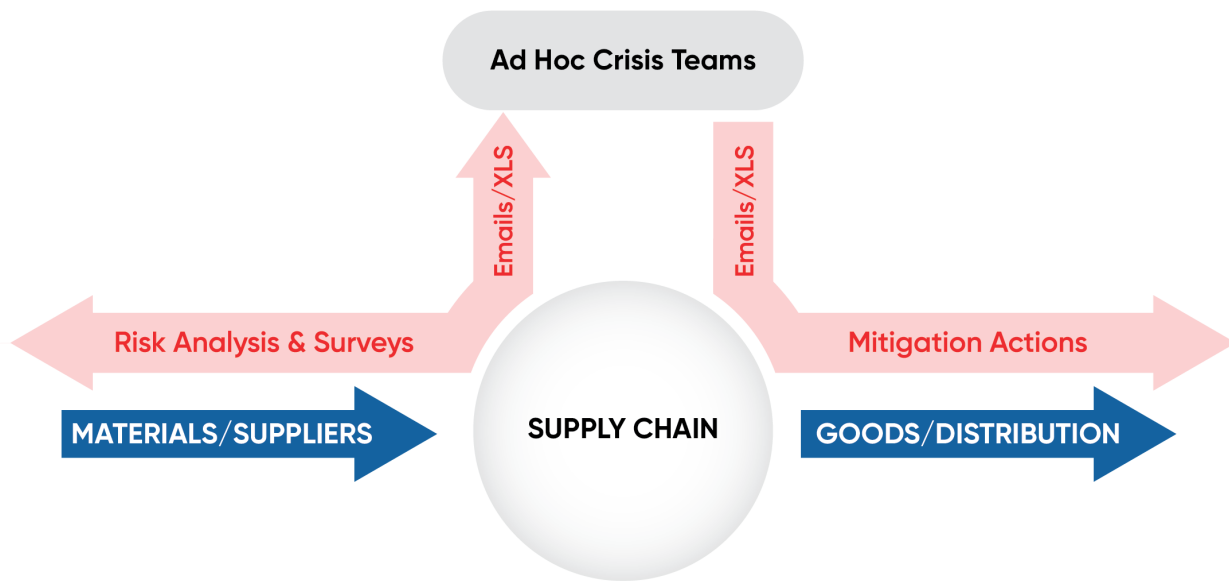 Ad Hoc Crisis Teams
Emails/XLS
Emails/XLS
Risk Analysis & Surveys
Mitigation Actions
MATERIALS/SUPPLIERS
SUPPLY CHAIN
GOODS/DISTRIBUTION